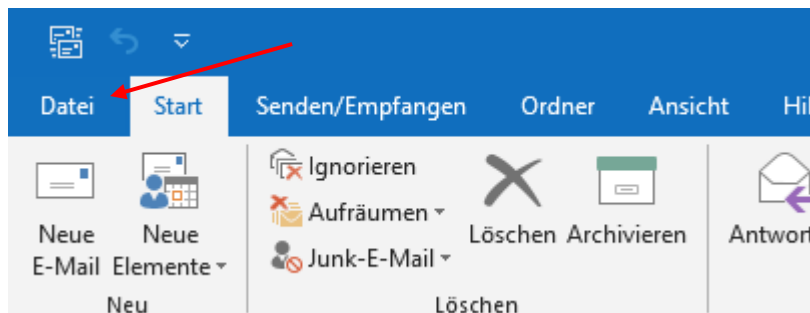 Datei Start Senden/Empfangen Ordner Ansicht
Ignorieren
Aufräumen
Junk-E-Mail
Neue E-Mail
Neue Elemente
Löschen Archivieren
Neu Löschen